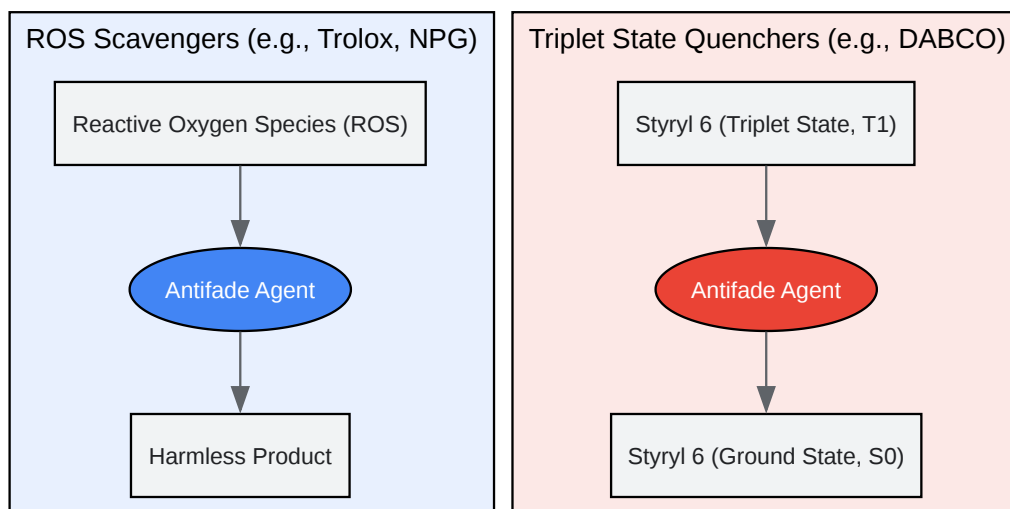 ROS Scavengers (e.g., Trolox, NPG)
Reactive Oxygen Species (ROS)
Antifade Agent
Harmless Product
Triplet State Quenchers (e.g., DABCO)
Styryl 6 (Triplet State, T1)
Antifade Agent
Styryl 6 (Ground State, S0)